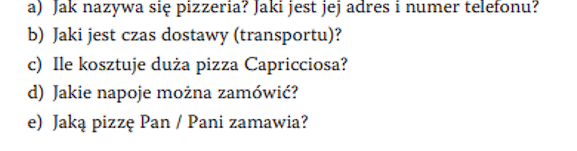 a) Jak nazywa się pizzeria? Jaki jest jej adres i numer telefonu?
b) Jaki jest czas dostawy (transportu)?
c) Ile kosztuje duża pizza Capricciosa?
d) Jakie napoje można zamówić?
e) Jaką pizzę Pan / Pani zamawia?